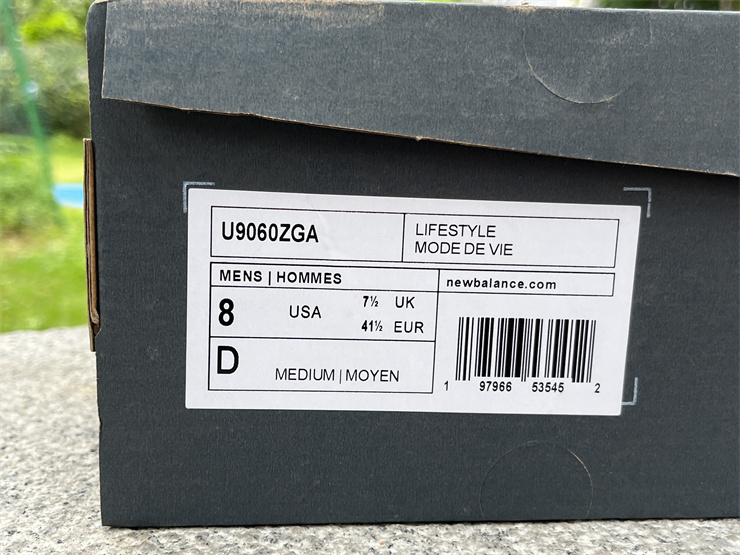 U9060ZGA
LIFESTYLE
MODE DE VIE
MENS | HOMMES
newbalance.com
8 USA 7½ UK
41½ EUR
D MEDIUM | MOYEN
1 97966 53545 2